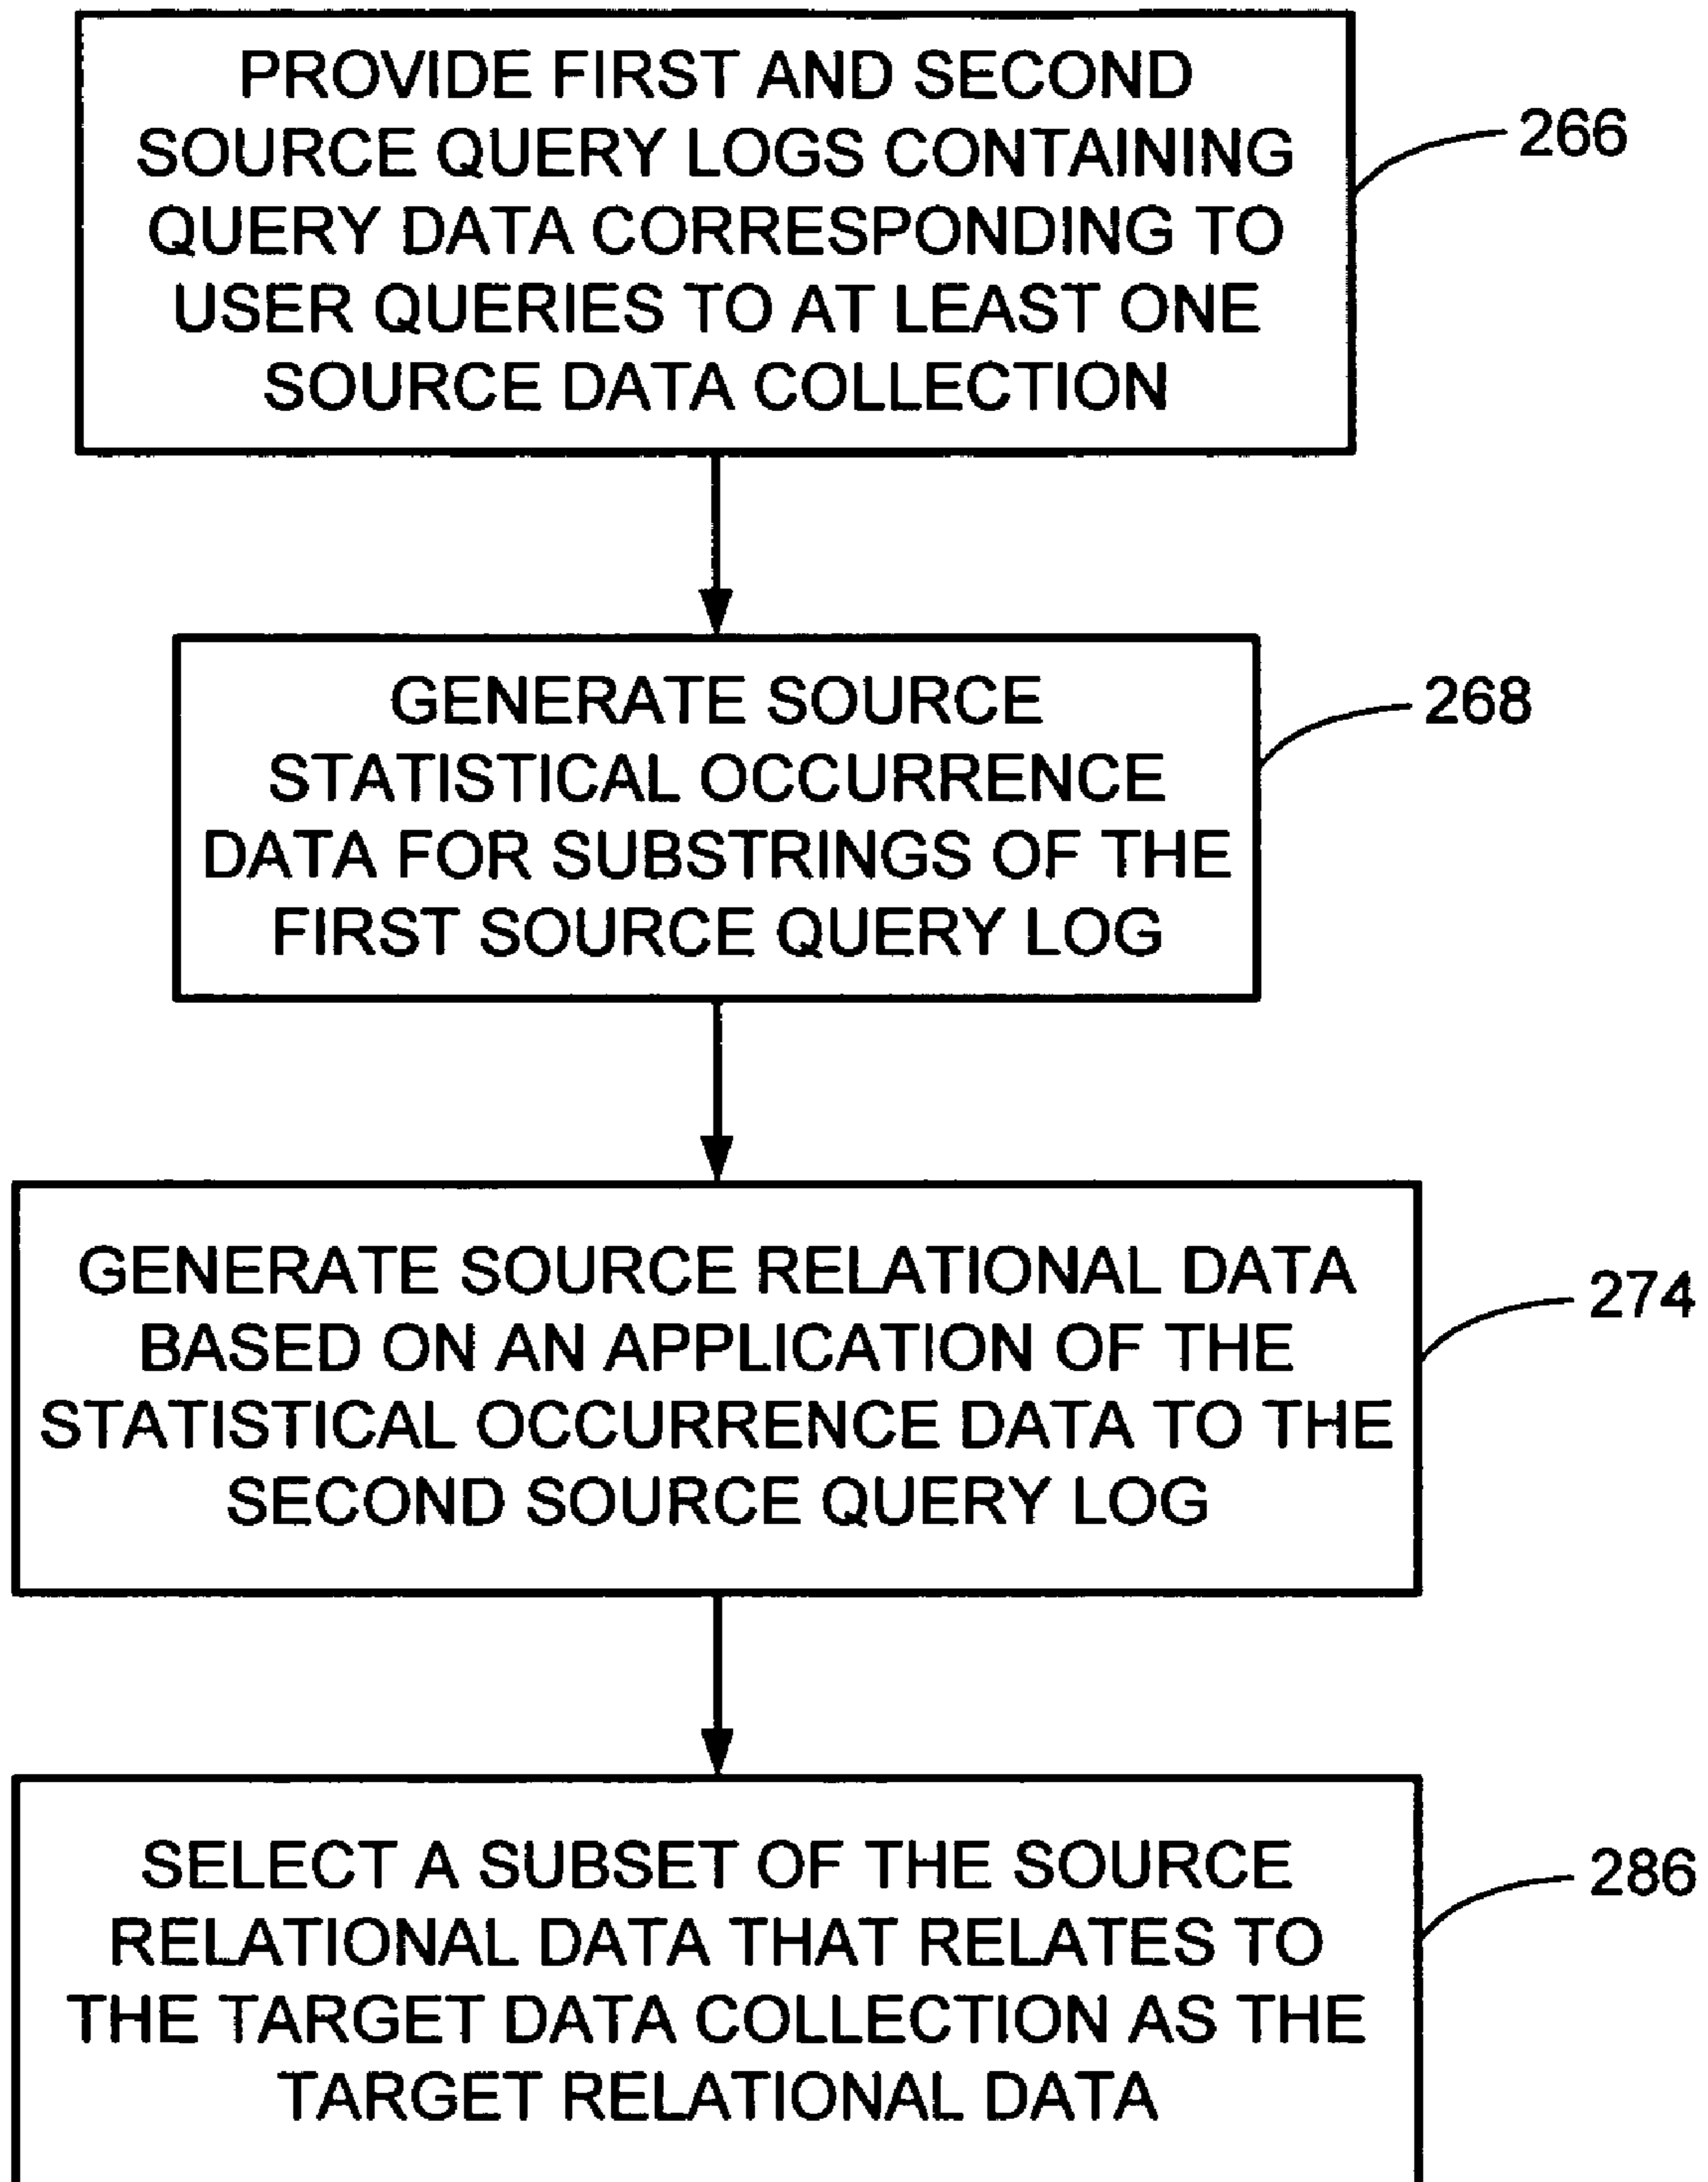 PROVIDE FIRST AND SECOND
SOURCE QUERY LOGS CONTAINING
QUERY DATA CORRESPONDING TO
USER QUERIES TO AT LEAST ONE
SOURCE DATA COLLECTION
266
GENERATE SOURCE
STATISTICAL OCCURRENCE
DATA FOR SUBSTRINGS OF THE
FIRST SOURCE QUERY LOG
268
GENERATE SOURCE RELATIONAL DATA
BASED ON AN APPLICATION OF THE
STATISTICAL OCCURRENCE DATA TO THE
SECOND SOURCE QUERY LOG
274
SELECT A SUBSET OF THE SOURCE
RELATIONAL DATA THAT RELATES TO
THE TARGET DATA COLLECTION AS THE
TARGET RELATIONAL DATA
286